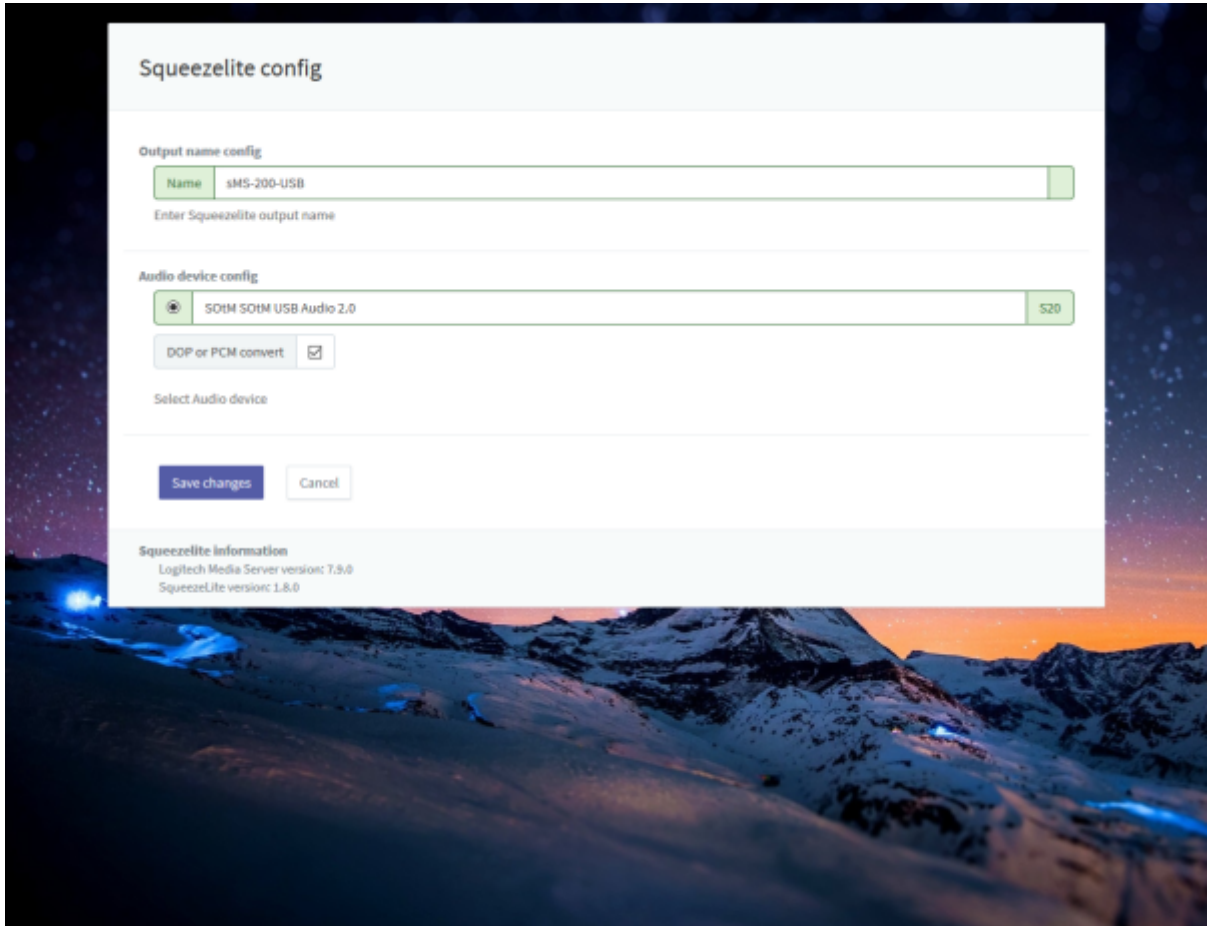 Squeezelite config
Output name config
Name sMS-200-USB
Enter Squeezelite output name
Audio device config
SOtM SOtM USB Audio 2.0 S20
DOP or PCM convert
Select Audio device
Save changes Cancel
Squeezelite information
Logitech Media Server version: 7.9.0
SqueezeLite version: 1.8.0